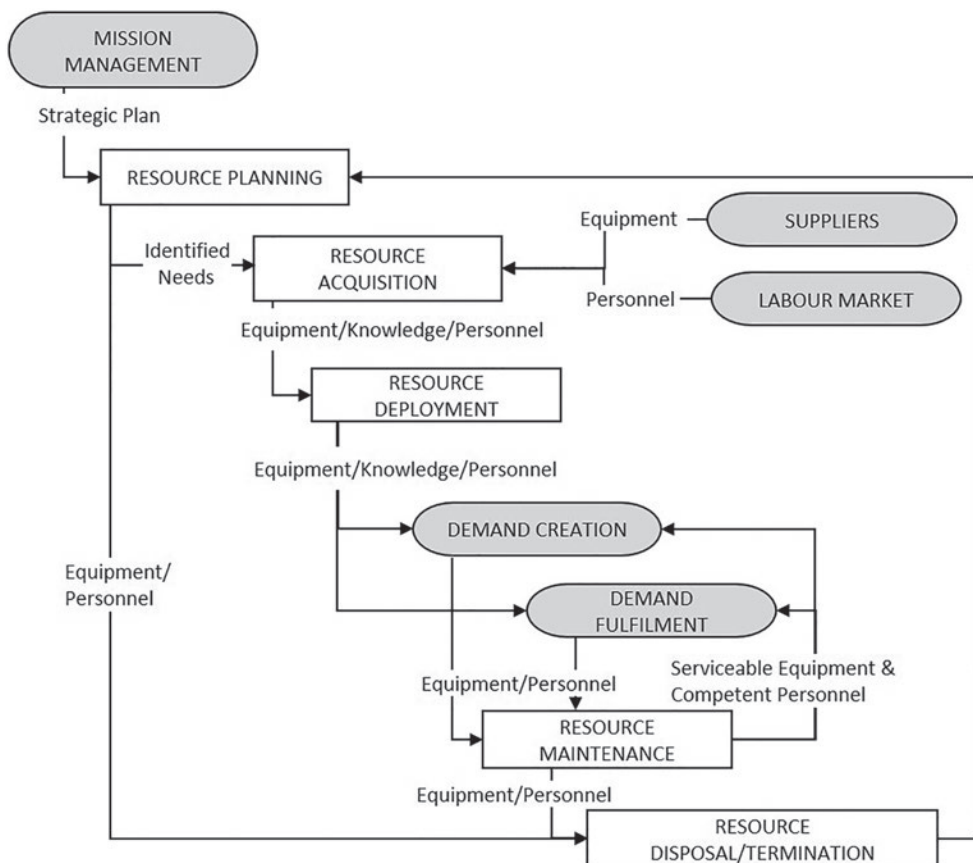 MISSION
MANAGEMENT
Strategic Plan
RESOURCE PLANNING
Equipment
SUPPLIERS
Identified
Needs
RESOURCE
ACQUISITION
Personnel
LABOUR MARKET
Equipment/Knowledge/Personnel
RESOURCE
DEPLOYMENT
Equipment/Knowledge/Personnel
DEMAND CREATION
Equipment/
Personnel
DEMAND
FULFILMENT
Equipment/Personnel
Serviceable Equipment &
Competent Personnel
RESOURCE
MAINTENANCE
Equipment/Personnel
RESOURCE
DISPOSAL/TERMINATION